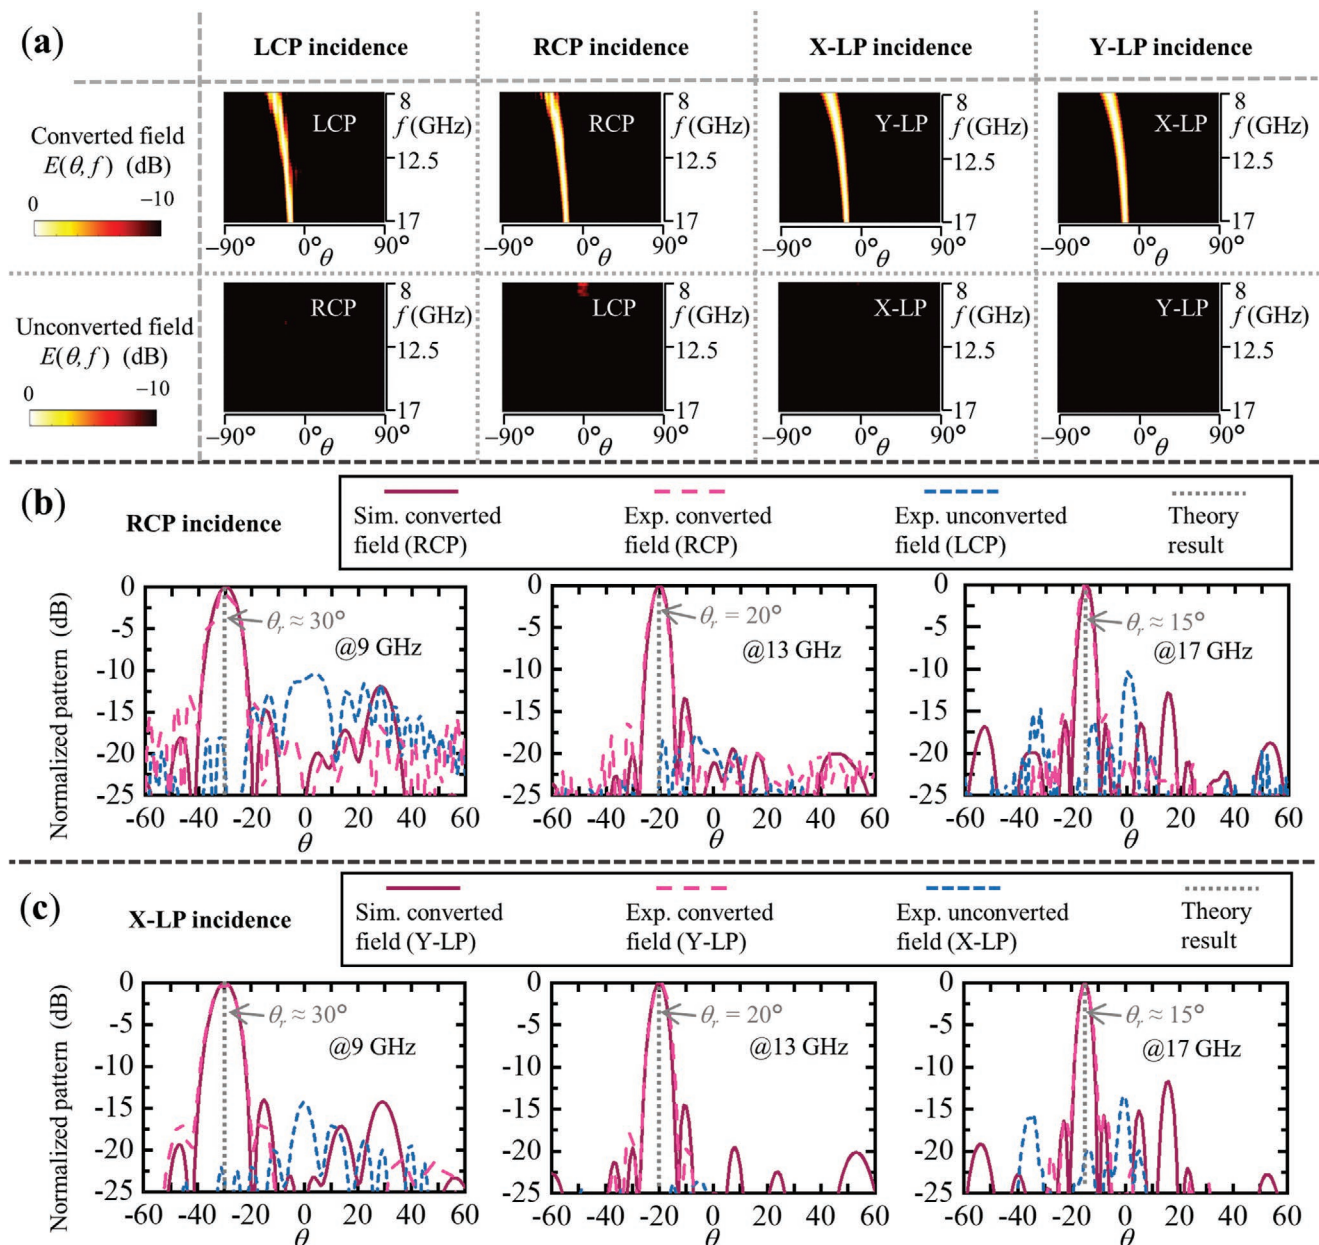 (a)
LCP incidence
RCP incidence
X-LP incidence
Y-LP incidence
Converted field
E(θ, f) (dB)
0 −10
LCP
8
f (GHz)
12.5
17
−90° 0° 90°
θ
RCP
8
f (GHz)
12.5
17
−90° 0° 90°
θ
Y-LP
8
f (GHz)
12.5
17
−90° 0° 90°
θ
X-LP
8
f (GHz)
12.5
17
−90° 0° 90°
θ
Unconverted field
E(θ, f) (dB)
0 −10
RCP
8
f (GHz)
12.5
17
−90° 0° 90°
θ
LCP
8
f (GHz)
12.5
17
−90° 0° 90°
θ
X-LP
8
f (GHz)
12.5
17
−90° 0° 90°
θ
Y-LP
8
f (GHz)
12.5
17
−90° 0° 90°
θ
(b)
RCP incidence
Sim. converted
field (RCP)
Exp. converted
field (RCP)
Exp. unconverted
field (LCP)
Theory
result
Normalized pattern (dB)
0
-5
-10
-15
-20
-25
θr ≈ 30°
@9 GHz
-60 -40 -20 0 20 40 60
θ
0
-5
-10
-15
-20
-25
θr = 20°
@13 GHz
-60 -40 -20 0 20 40 60
θ
0
-5
-10
-15
-20
-25
θr ≈ 15°
@17 GHz
-60 -40 -20 0 20 40 60
θ
(c)
X-LP incidence
Sim. converted
field (Y-LP)
Exp. converted
field (Y-LP)
Exp. unconverted
field (X-LP)
Theory
result
Normalized pattern (dB)
0
-5
-10
-15
-20
-25
θr ≈ 30°
@9 GHz
-60 -40 -20 0 20 40 60
θ
0
-5
-10
-15
-20
-25
θr = 20°
@13 GHz
-60 -40 -20 0 20 40 60
θ
0
-5
-10
-15
-20
-25
θr ≈ 15°
@17 GHz
-60 -40 -20 0 20 40 60
θ